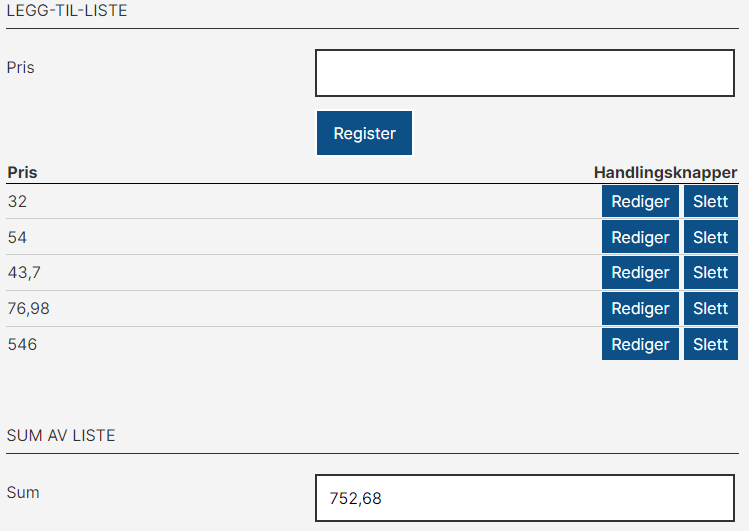 LEGG-TIL-LISTE
Pris
Register
Pris Handlingsknapper
32 Rediger Slett
54 Rediger Slett
43,7 Rediger Slett
76,98 Rediger Slett
546 Rediger Slett
SUM AV LISTE
Sum 752,68